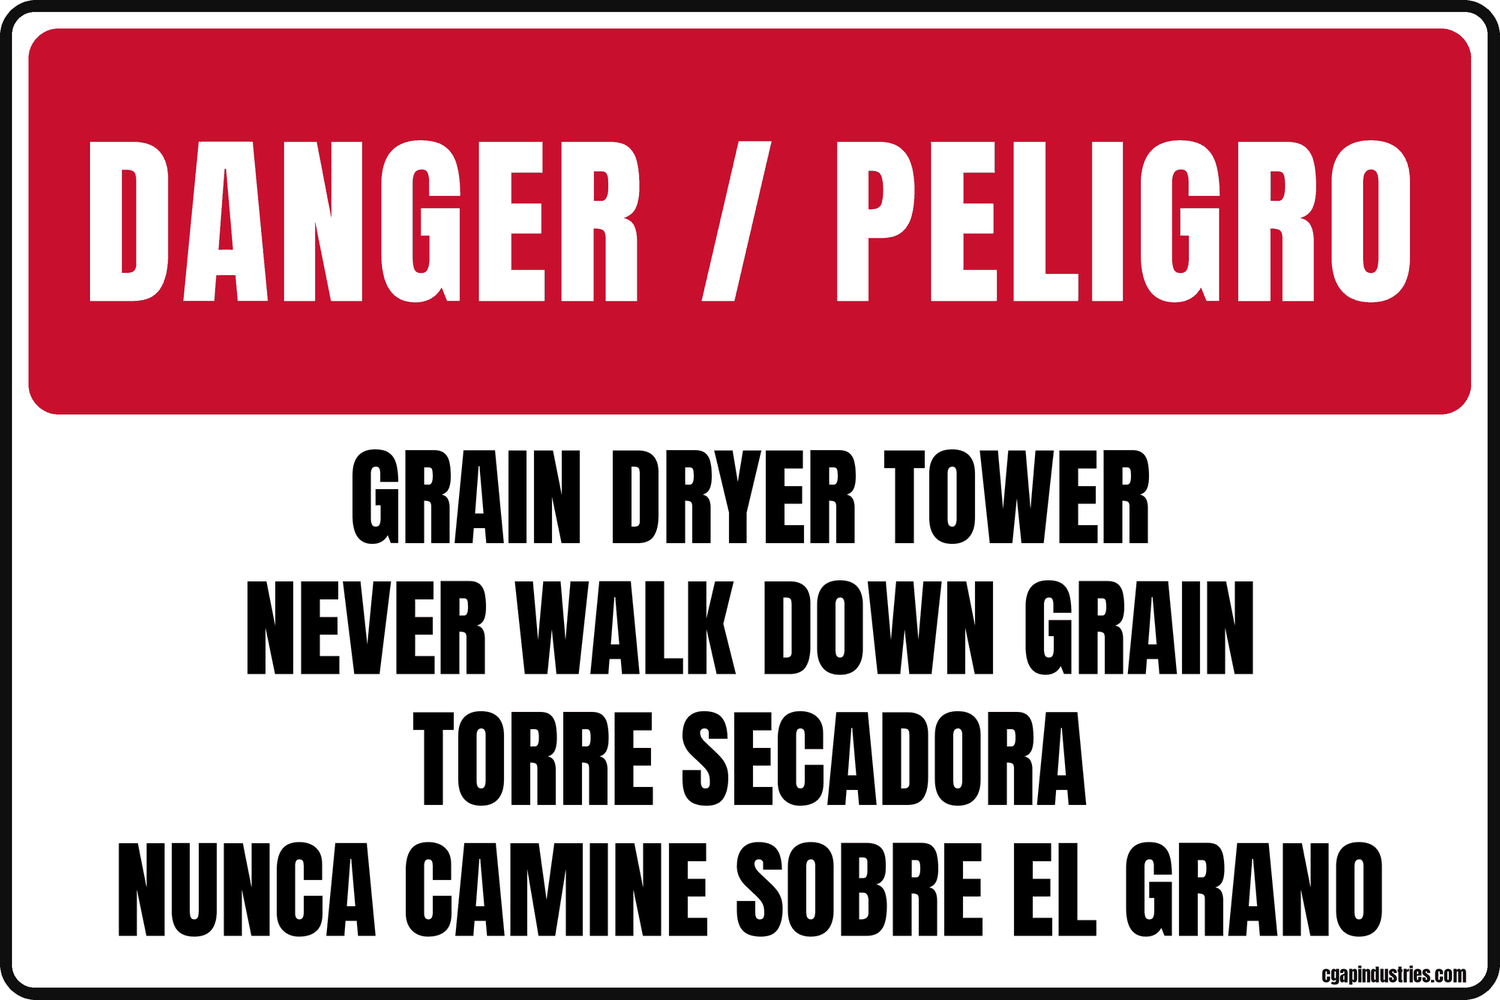 DANGER / PELIGRO
GRAIN DRYER TOWER
NEVER WALK DOWN GRAIN
TORRE SECADORA
NUNCA CAMINE SOBRE EL GRANO
cgapindustries.com